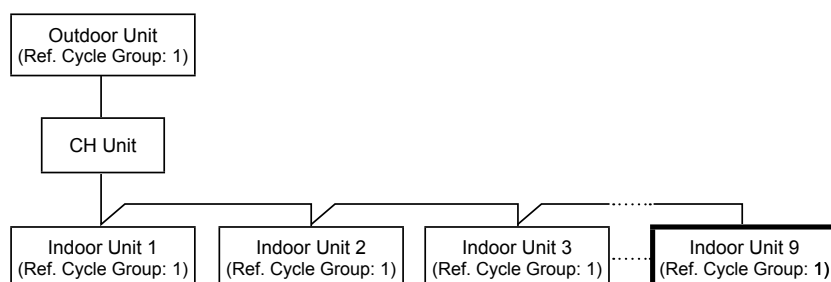 Outdoor Unit
(Ref. Cycle Group: 1)
CH Unit
Indoor Unit 1
(Ref. Cycle Group: 1)
Indoor Unit 2
(Ref. Cycle Group: 1)
Indoor Unit 3
(Ref. Cycle Group: 1)
Indoor Unit 9
(Ref. Cycle Group: 1)